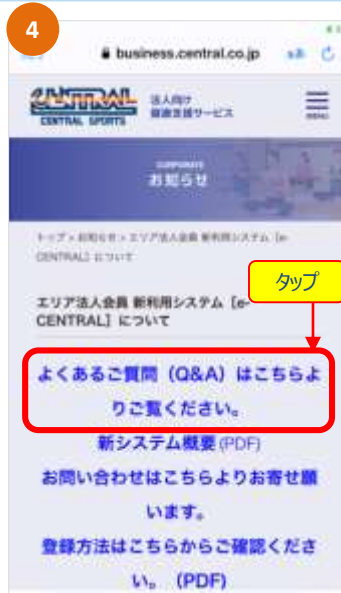 4
business.central.co.jp
ぁあ
CENTRAL
CENTRAL SPORTS
法人向け
健康支援サービス
MENU
CORPORATE
お知らせ
トップ > お知らせ > エリア法人会員 新利用システム［e-
CENTRAL］について
タップ
エリア法人会員 新利用システム［e-
CENTRAL］について
よくあるご質問（Q&A）はこちらよ
りご覧ください。
新システム概要(PDF)
お問い合わせはこちらよりお寄せ願
います。
登録方法はこちらからご確認くださ
い。（PDF）